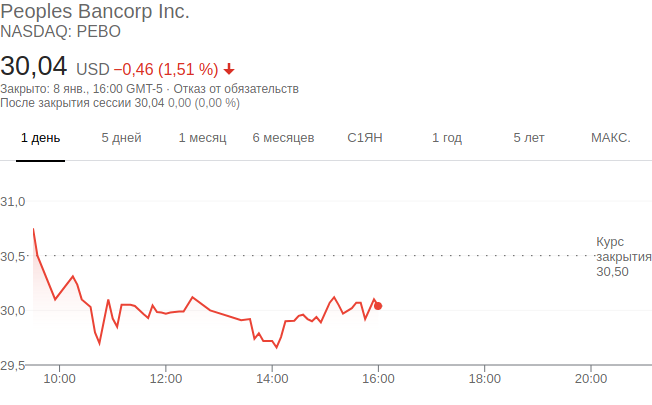 Peoples Bancorp Inc.
NASDAQ: PEBO
30,04 USD −0,46 (1,51 %)
Закрыто: 8 янв., 16:00 GMT-5 · Отказ от обязательств
После закрытия сессии 30,04 0,00 (0,00 %)
1 день 5 дней 1 месяц 6 месяцев С1ЯН 1 год 5 лет МАКС.
31,0
Курс
30,5 закрытия
30,50
30,0
29,5
10:00 12:00 14:00 16:00 18:00 20:00